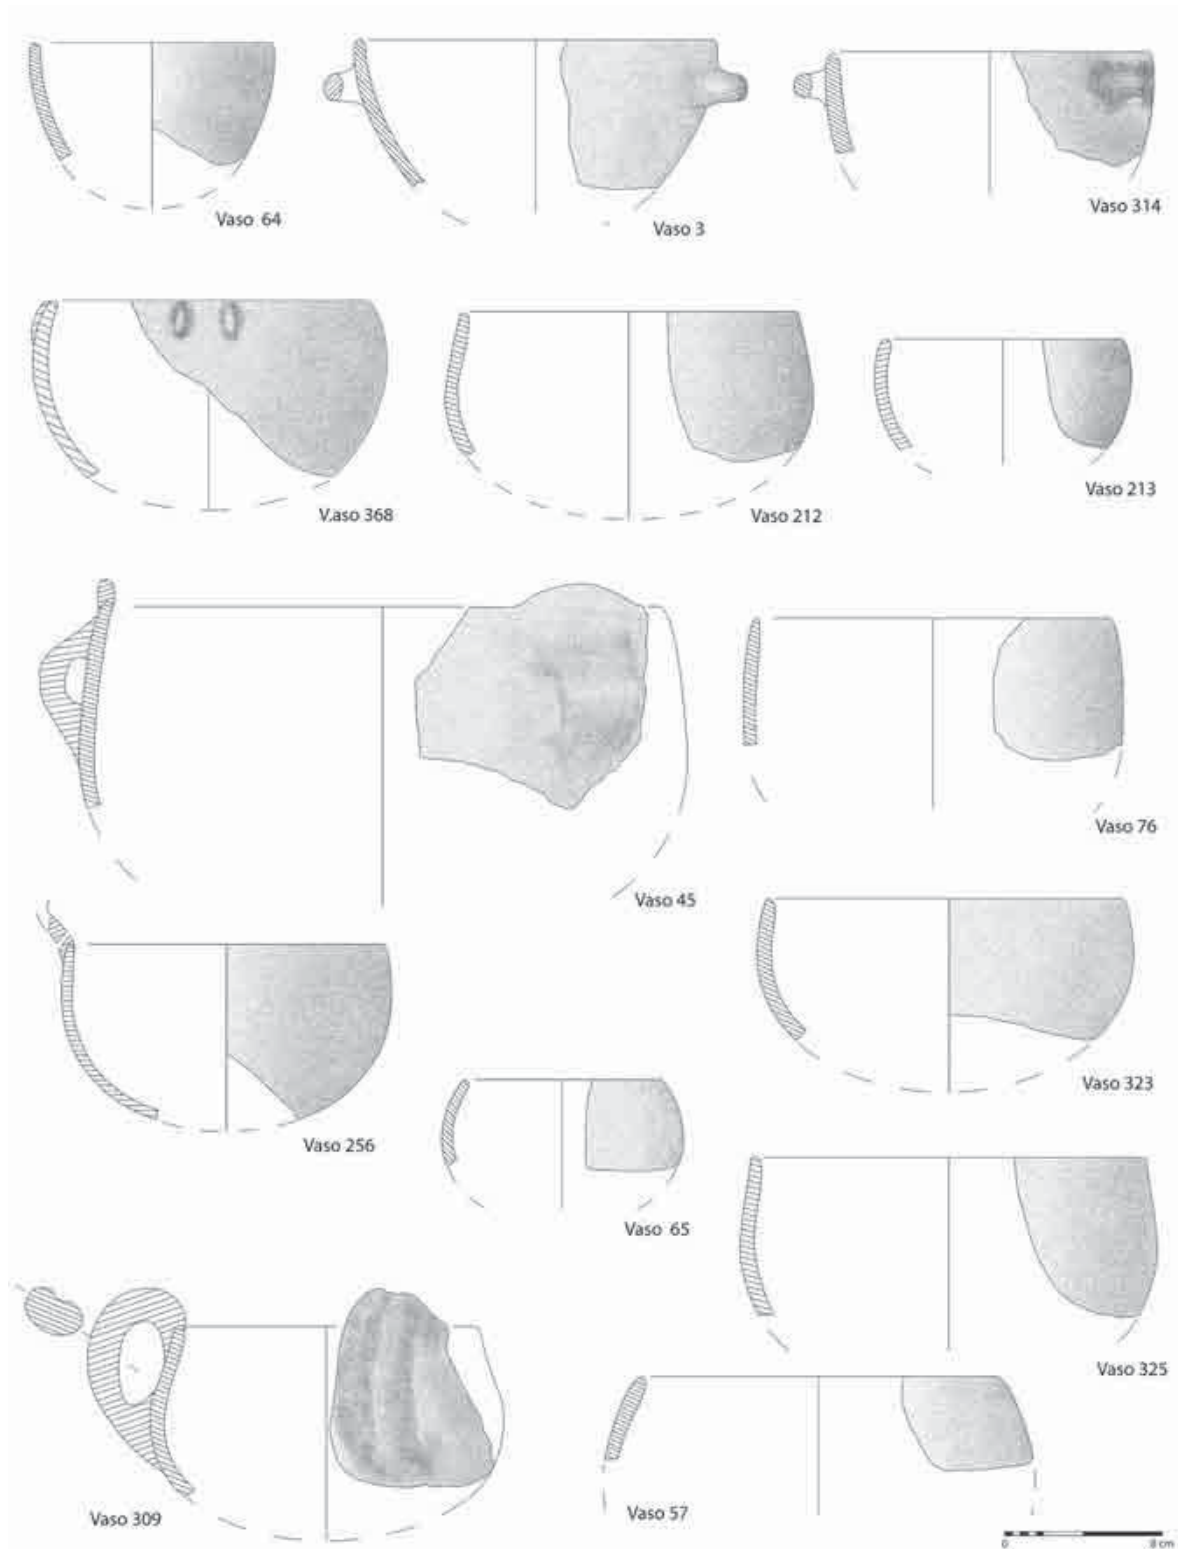 Vaso 64
Vaso 3
Vaso 314
V.aso 368
Vaso 212
Vaso 213
Vaso 45
Vaso 76
Vaso 256
Vaso 323
Vaso 65
Vaso 325
Vaso 309
Vaso 57
0 8 cm